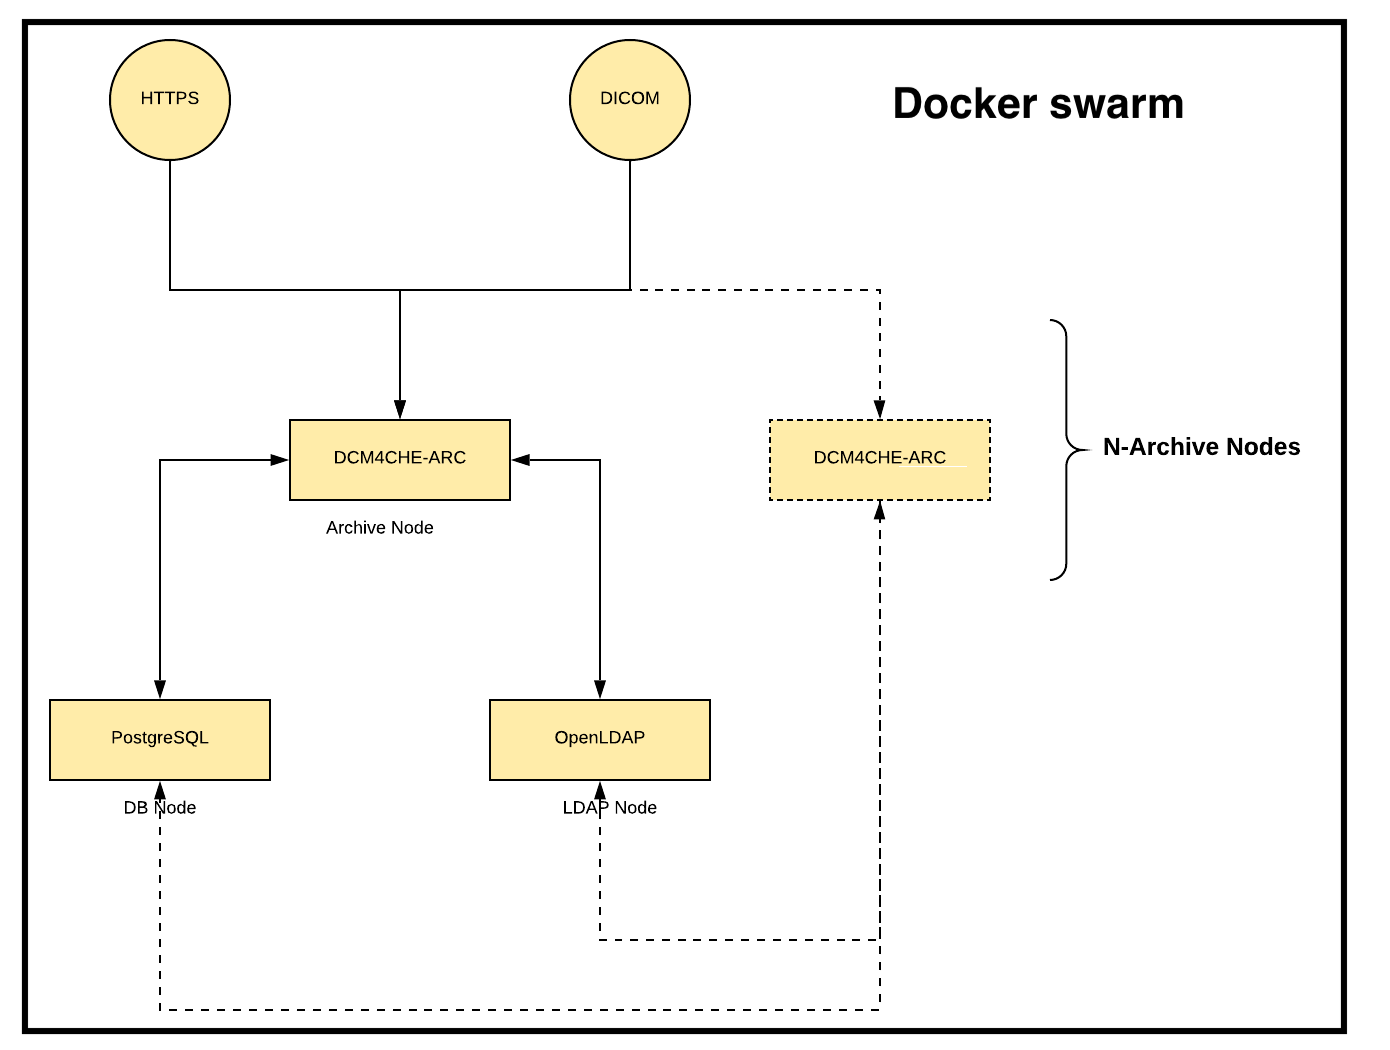 HTTPS
DICOM
Docker swarm
DCM4CHE-ARC
DCM4CHE-ARC
N-Archive Nodes
Archive Node
PostgreSQL
OpenLDAP
DB Node
LDAP Node